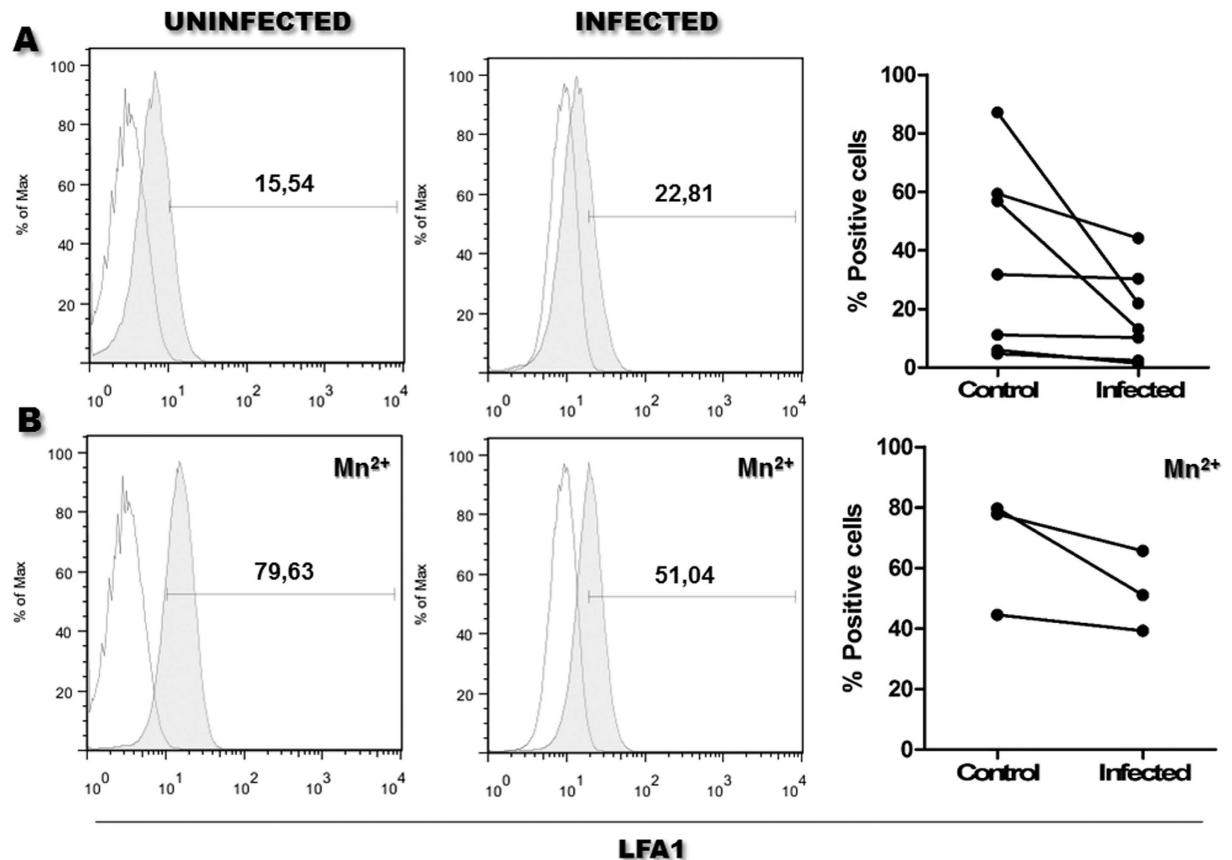 UNINFECTED INFECTED
A
100
80
60
40
20
% of Max
15,54
10^0 10^1 10^2 10^3 10^4
100
80
60
40
20
% of Max
22,81
10^0 10^1 10^2 10^3 10^4
100
80
60
40
20
0
% Positive cells
Control Infected
B
100
80
60
40
20
% of Max
Mn²⁺
79,63
10^0 10^1 10^2 10^3 10^4
100
80
60
40
20
% of Max
Mn²⁺
51,04
10^0 10^1 10^2 10^3 10^4
100
80
60
40
20
0
% Positive cells
Mn²⁺
Control Infected
LFA1